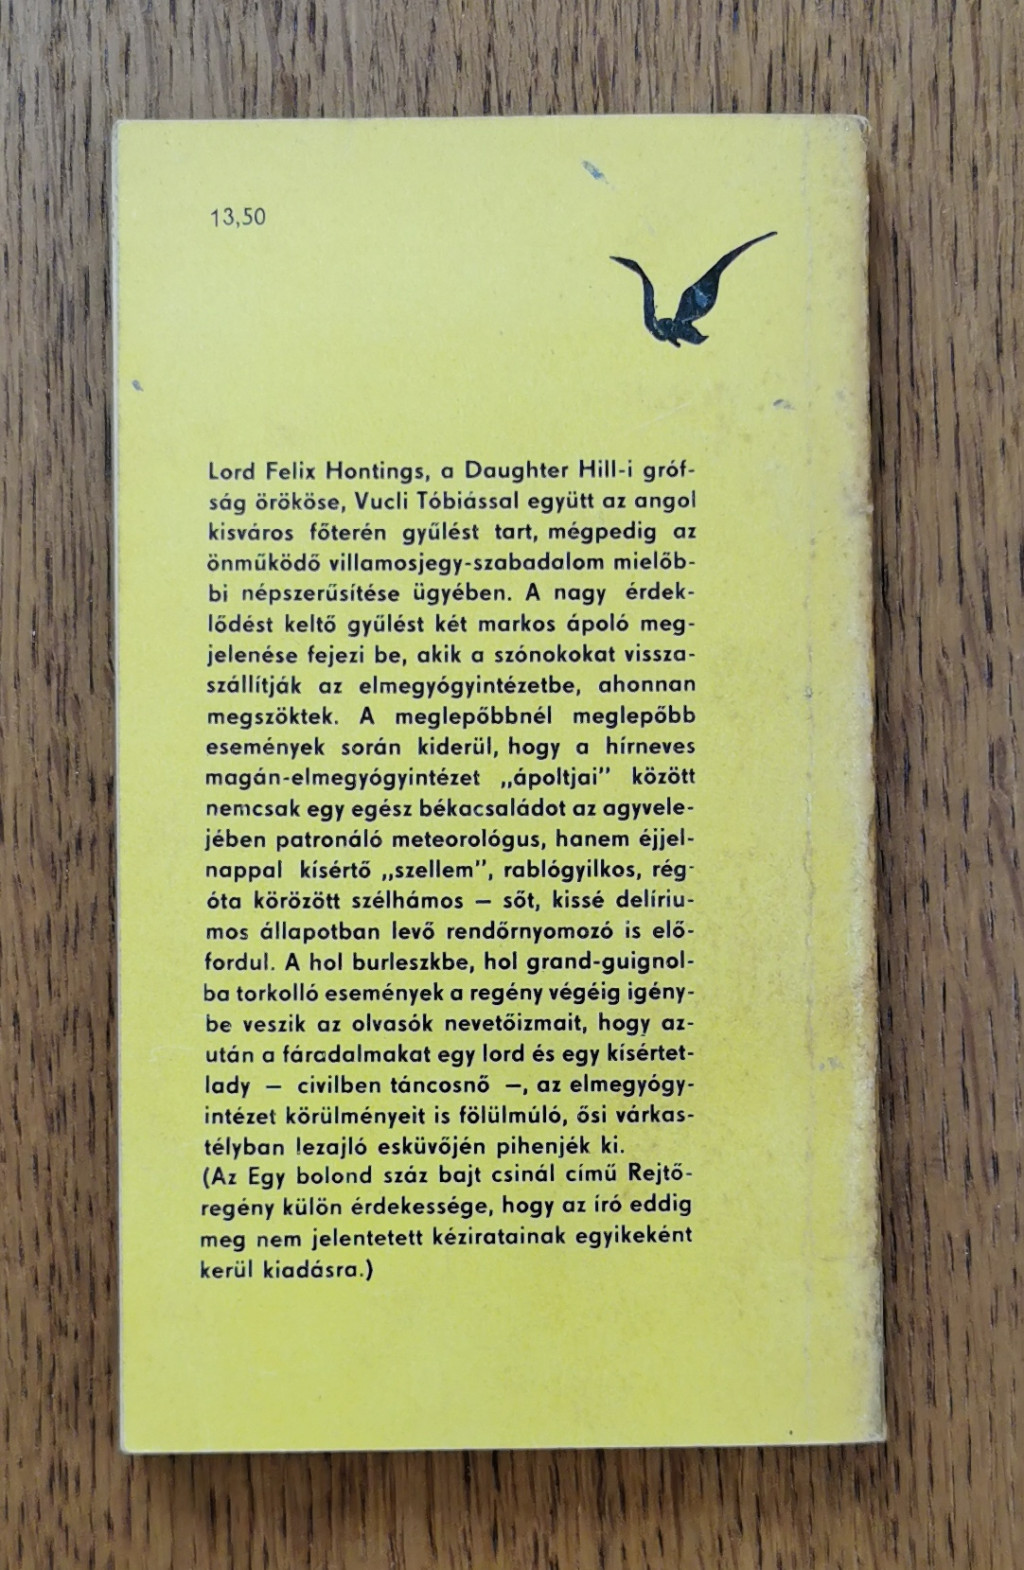 13,50
Lord Felix Hontings, a Daughter Hill-i gróf-
ság örököse, Vucli Tóbiással együtt az angol
kisváros főterén gyűlést tart, mégpedig az
önműködő villamosjegy-szabadalom mielőb-
bi népszerűsítése ügyében. A nagy érdek-
lődést keltő gyűlést két markos ápoló meg-
jelenése fejezi be, akik a szónokokat vissza-
szállítják az elmegyógyintézetbe, ahonnan
megszöktek. A meglepőbbnél meglepőbb
események során kiderül, hogy a hírneves
magán-elmegyógyintézet „ápoltjai” között
nemcsak egy egész békacsaládot az agyvele-
jében patronáló meteorológus, hanem éjjel-
nappal kísértő „szellem”, rablógyilkos, rég-
óta körözött szélhámos — sőt, kissé delíriu-
mos állapotban levő rendőrnyomozó is elő-
fordul. A hol burleszkbe, hol grand-guignol-
ba torkolló események a regény végéig igény-
be veszik az olvasók nevetőizmait, hogy az-
után a fáradalmakat egy lord és egy kísértet-
lady — civilben táncosnő —, az elmegyógy-
intézet körülményeit is fölülmúló, ősi várkas-
télyban lezajló esküvőjén pihenjék ki.
(Az Egy bolond száz bajt csinál című Rejtő-
regény külön érdekessége, hogy az író eddig
meg nem jelentetett kéziratainak egyikeként
kerül kiadásra.)